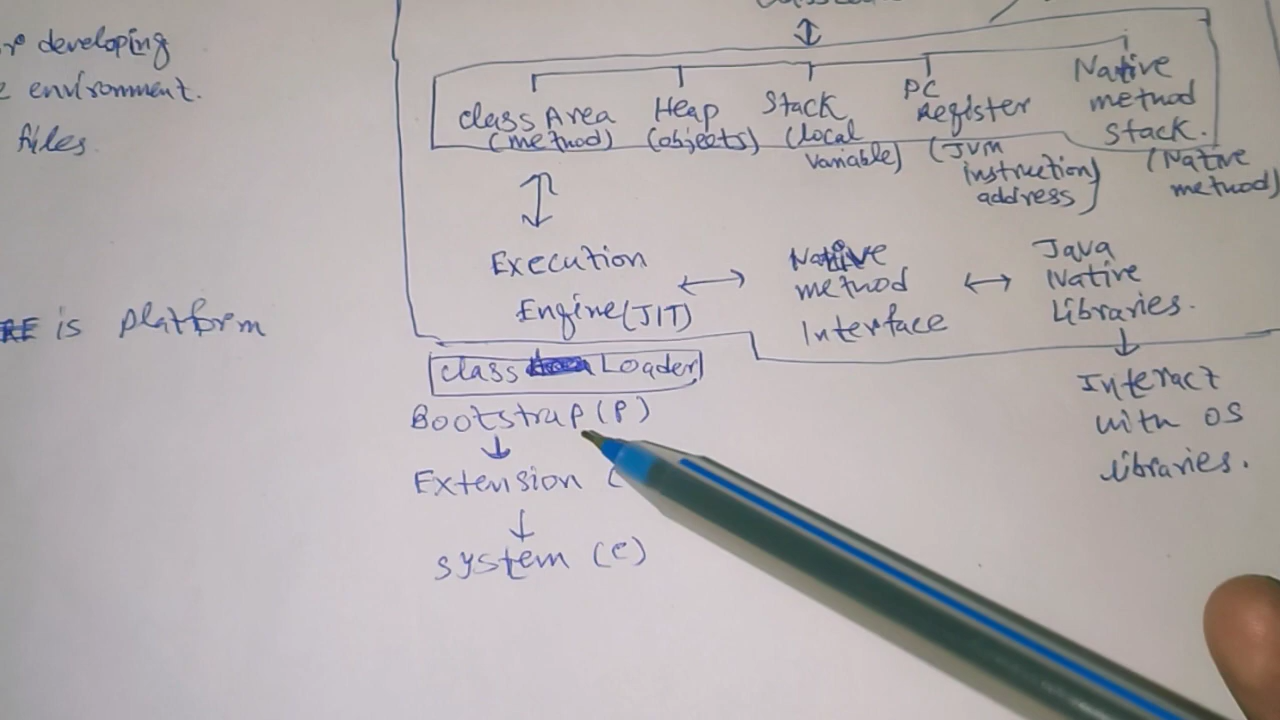 developing
environment.
files.
is platform
class Area
(method)
Heap
(objects)
Stack
(local
variable)
PC
Register
(JVM
instruction
address)
Native
method
stack.
(Native
method)
Execution
Engine(JIT)
Native
method
Interface
Java
Native
Libraries.
Interact
with OS
libraries.
class Loader
Bootstrap(P)
Extension (
system (c)